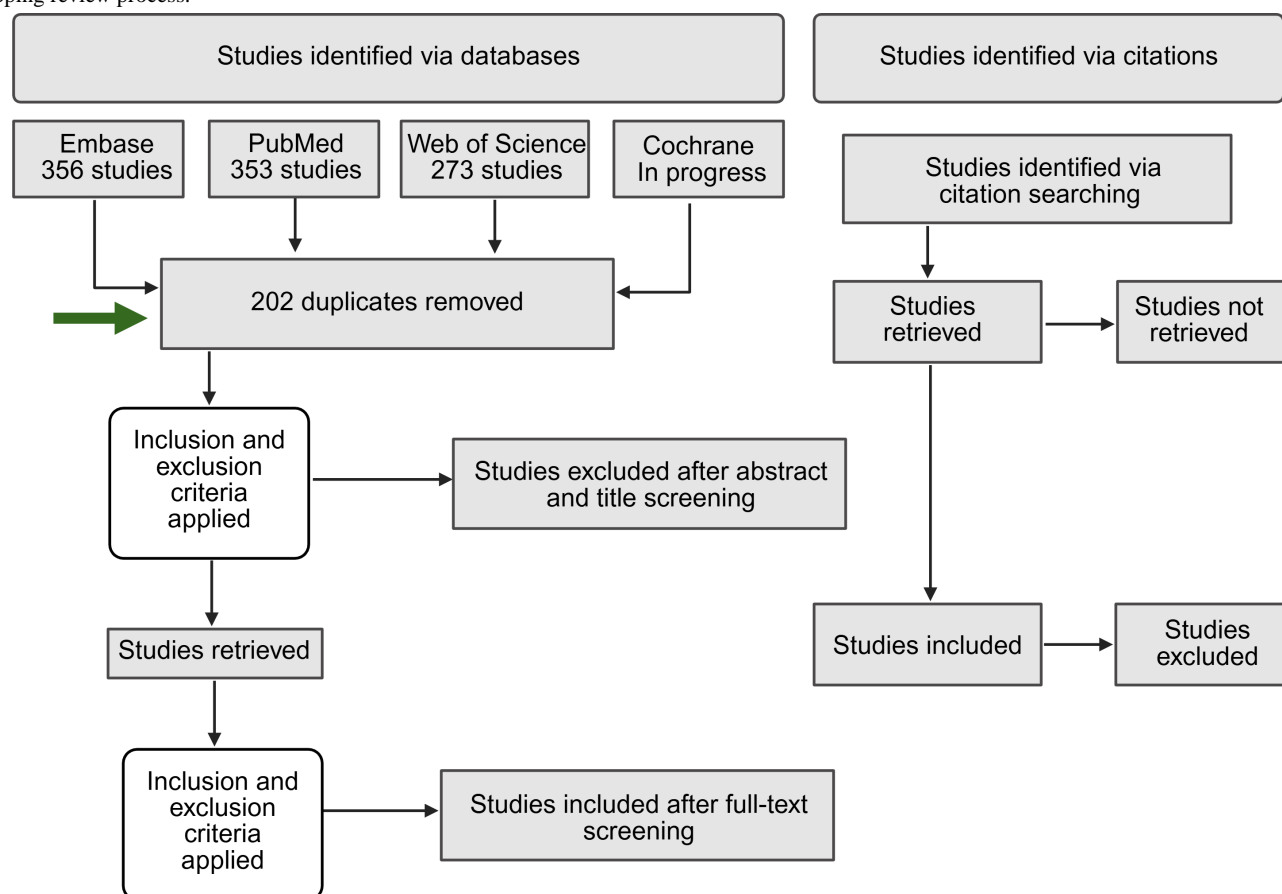 oping review process.
Studies identified via databases
Studies identified via citations
Embase
356 studies
PubMed
353 studies
Web of Science
273 studies
Cochrane
In progress
Studies identified via
citation searching
202 duplicates removed
Studies
retrieved
Studies not
retrieved
Inclusion and
exclusion
criteria
applied
Studies excluded after abstract
and title screening
Studies retrieved
Studies included
Studies
excluded
Inclusion and
exclusion
criteria
applied
Studies included after full-text
screening